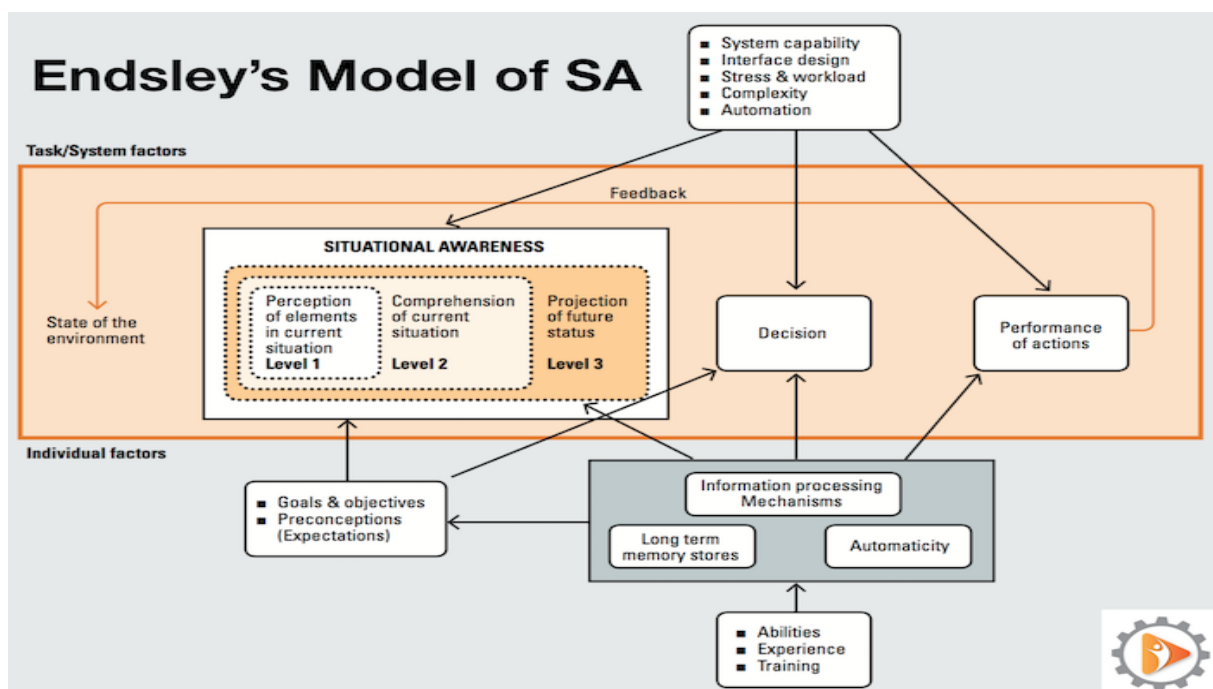 Endsley's Model of SA
▪ System capability
▪ Interface design
▪ Stress & workload
▪ Complexity
▪ Automation
Task/System factors
Feedback
SITUATIONAL AWARENESS
Perception
of elements
in current
situation
Level 1
Comprehension
of current
situation
Level 2
Projection
of future
status
Level 3
State of the
environment
Decision
Performance
of actions
Individual factors
▪ Goals & objectives
▪ Preconceptions
(Expectations)
Information processing
Mechanisms
Long term
memory stores
Automaticity
▪ Abilities
▪ Experience
▪ Training